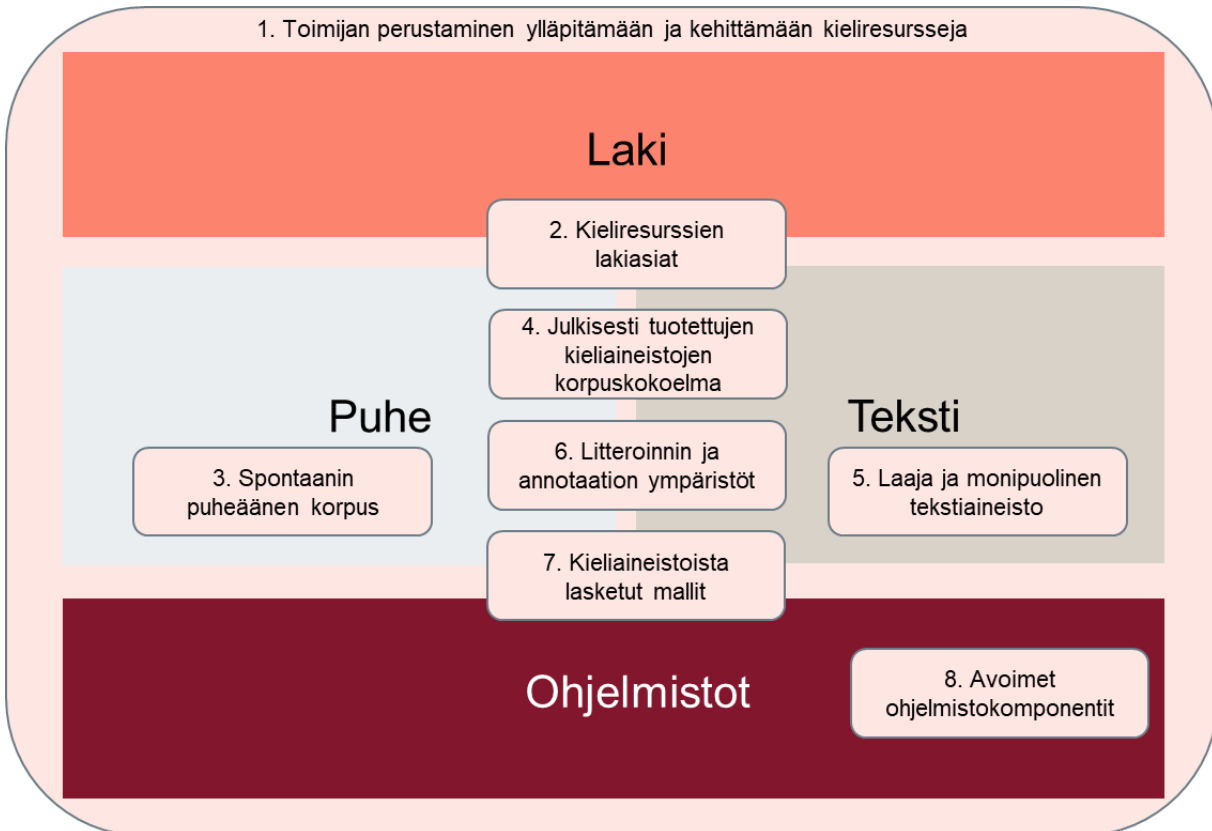 1. Toimijan perustaminen ylläpitämään ja kehittämään kieliresursseja
Laki
2. Kieliresurssien
lakiasiat
4. Julkisesti tuotettujen
kieliaineistojen
korpuskokoelma
Puhe
Teksti
3. Spontaanin
puheäänen korpus
6. Litteroinnin ja
annotaation ympäristöt
5. Laaja ja monipuolinen
tekstiaineisto
7. Kieliaineistoista
lasketut mallit
Ohjelmistot
8. Avoimet
ohjelmistokomponentit